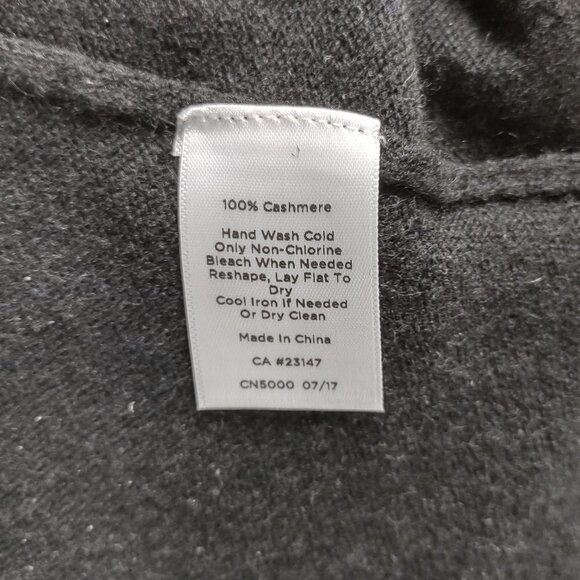 100% Cashmere
Hand Wash Cold
Only Non-Chlorine
Bleach When Needed
Reshape, Lay Flat To
Dry
Cool Iron If Needed
Or Dry Clean
Made In China
CA #23147
CN5000 07/17